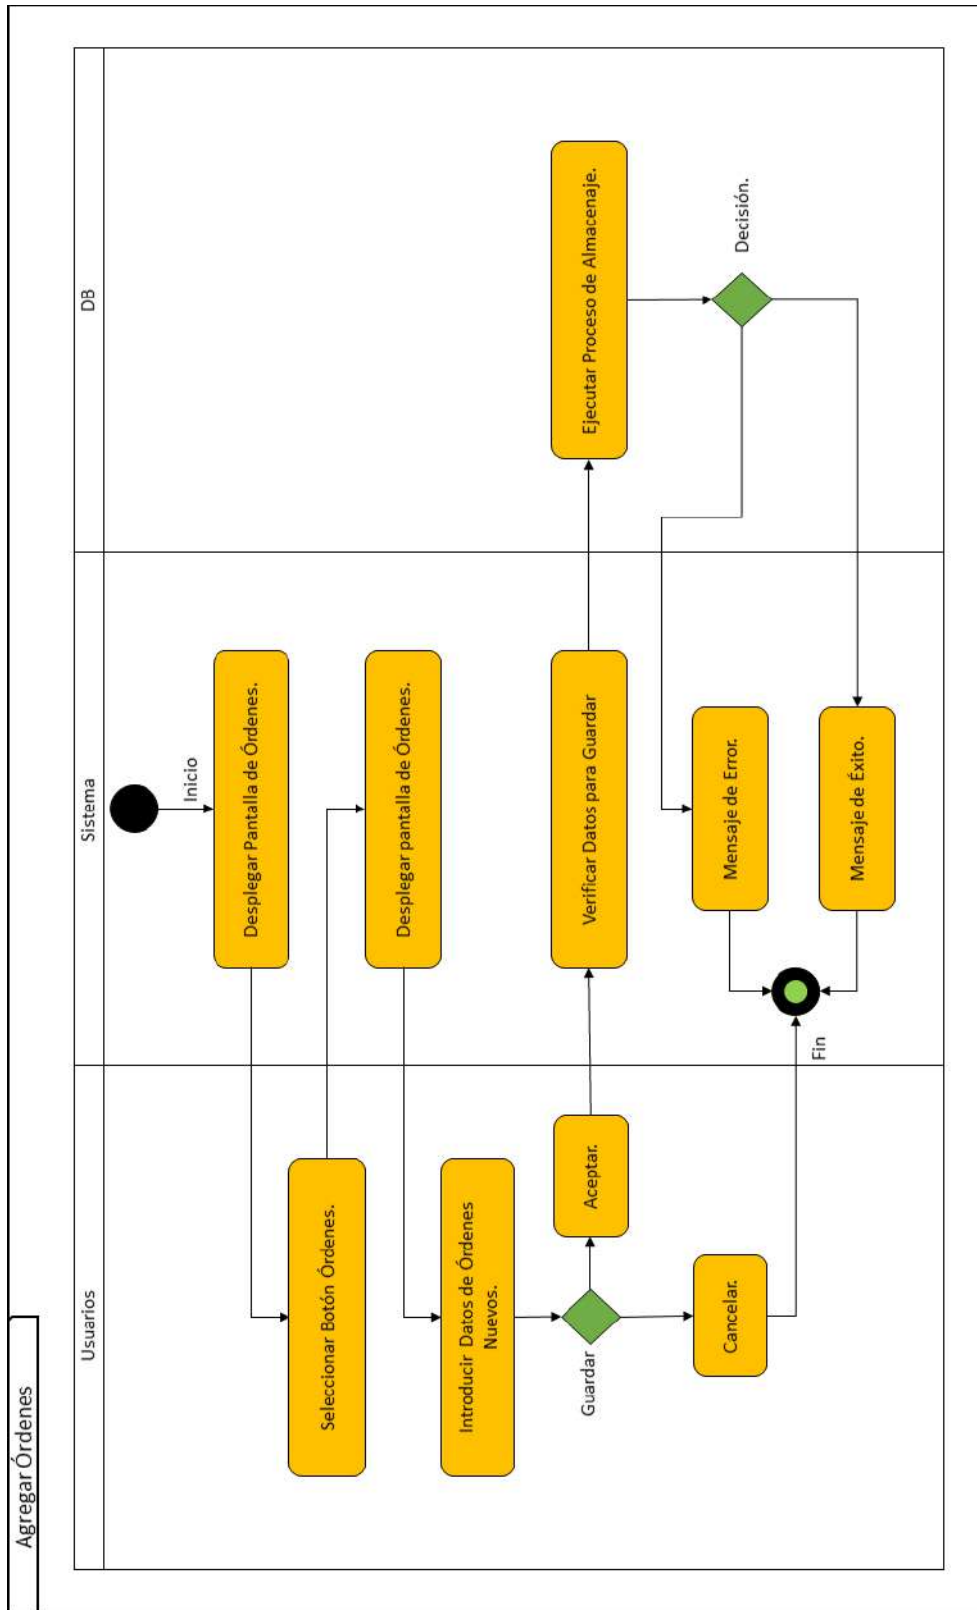 Agregar Órdenes
Usuarios
Sistema
DB
Inicio
Desplegar Pantalla de Órdenes.
Seleccionar Botón Órdenes.
Desplegar pantalla de Órdenes.
Introducir Datos de Órdenes
Nuevos.
Guardar
Aceptar.
Verificar Datos para Guardar
Ejecutar Proceso de Almacenaje.
Decisión.
Cancelar.
Mensaje de Error.
Mensaje de Éxito.
Fin